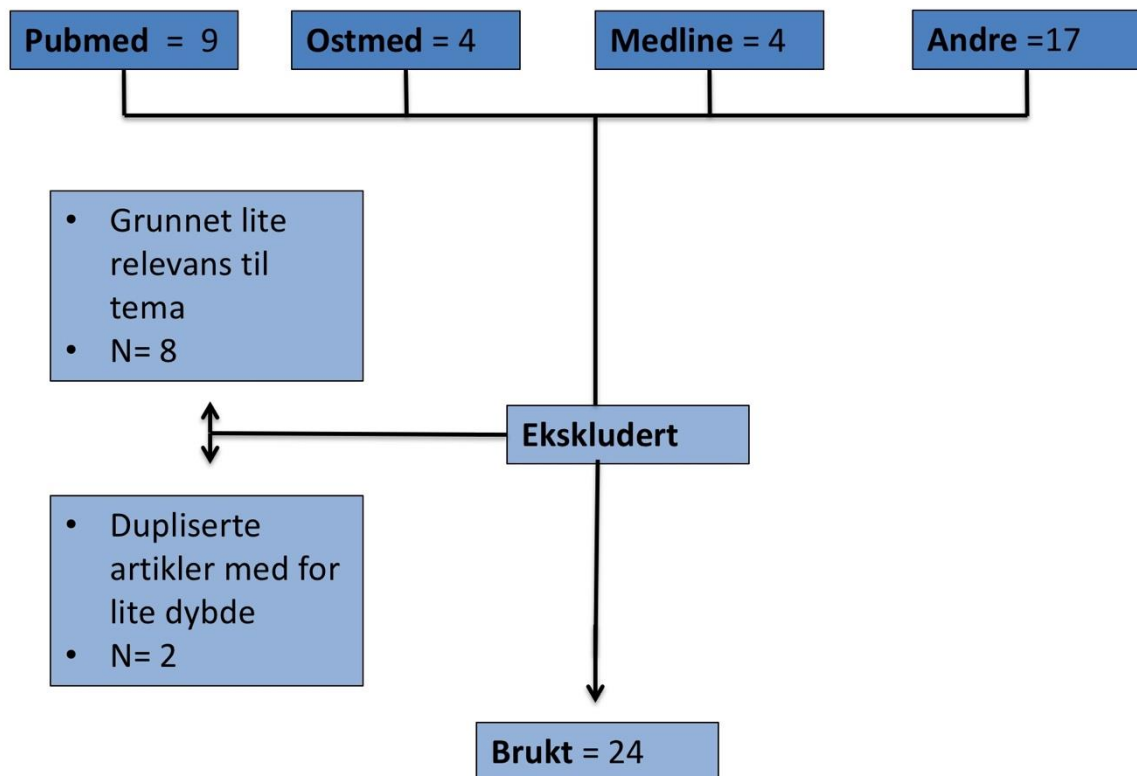 Pubmed = 9
Ostmed = 4
Medline = 4
Andre =17
• Grunnet lite
relevans til
tema
• N= 8
Ekskludert
• Dupliserte
artikler med for
lite dybde
• N= 2
Brukt = 24